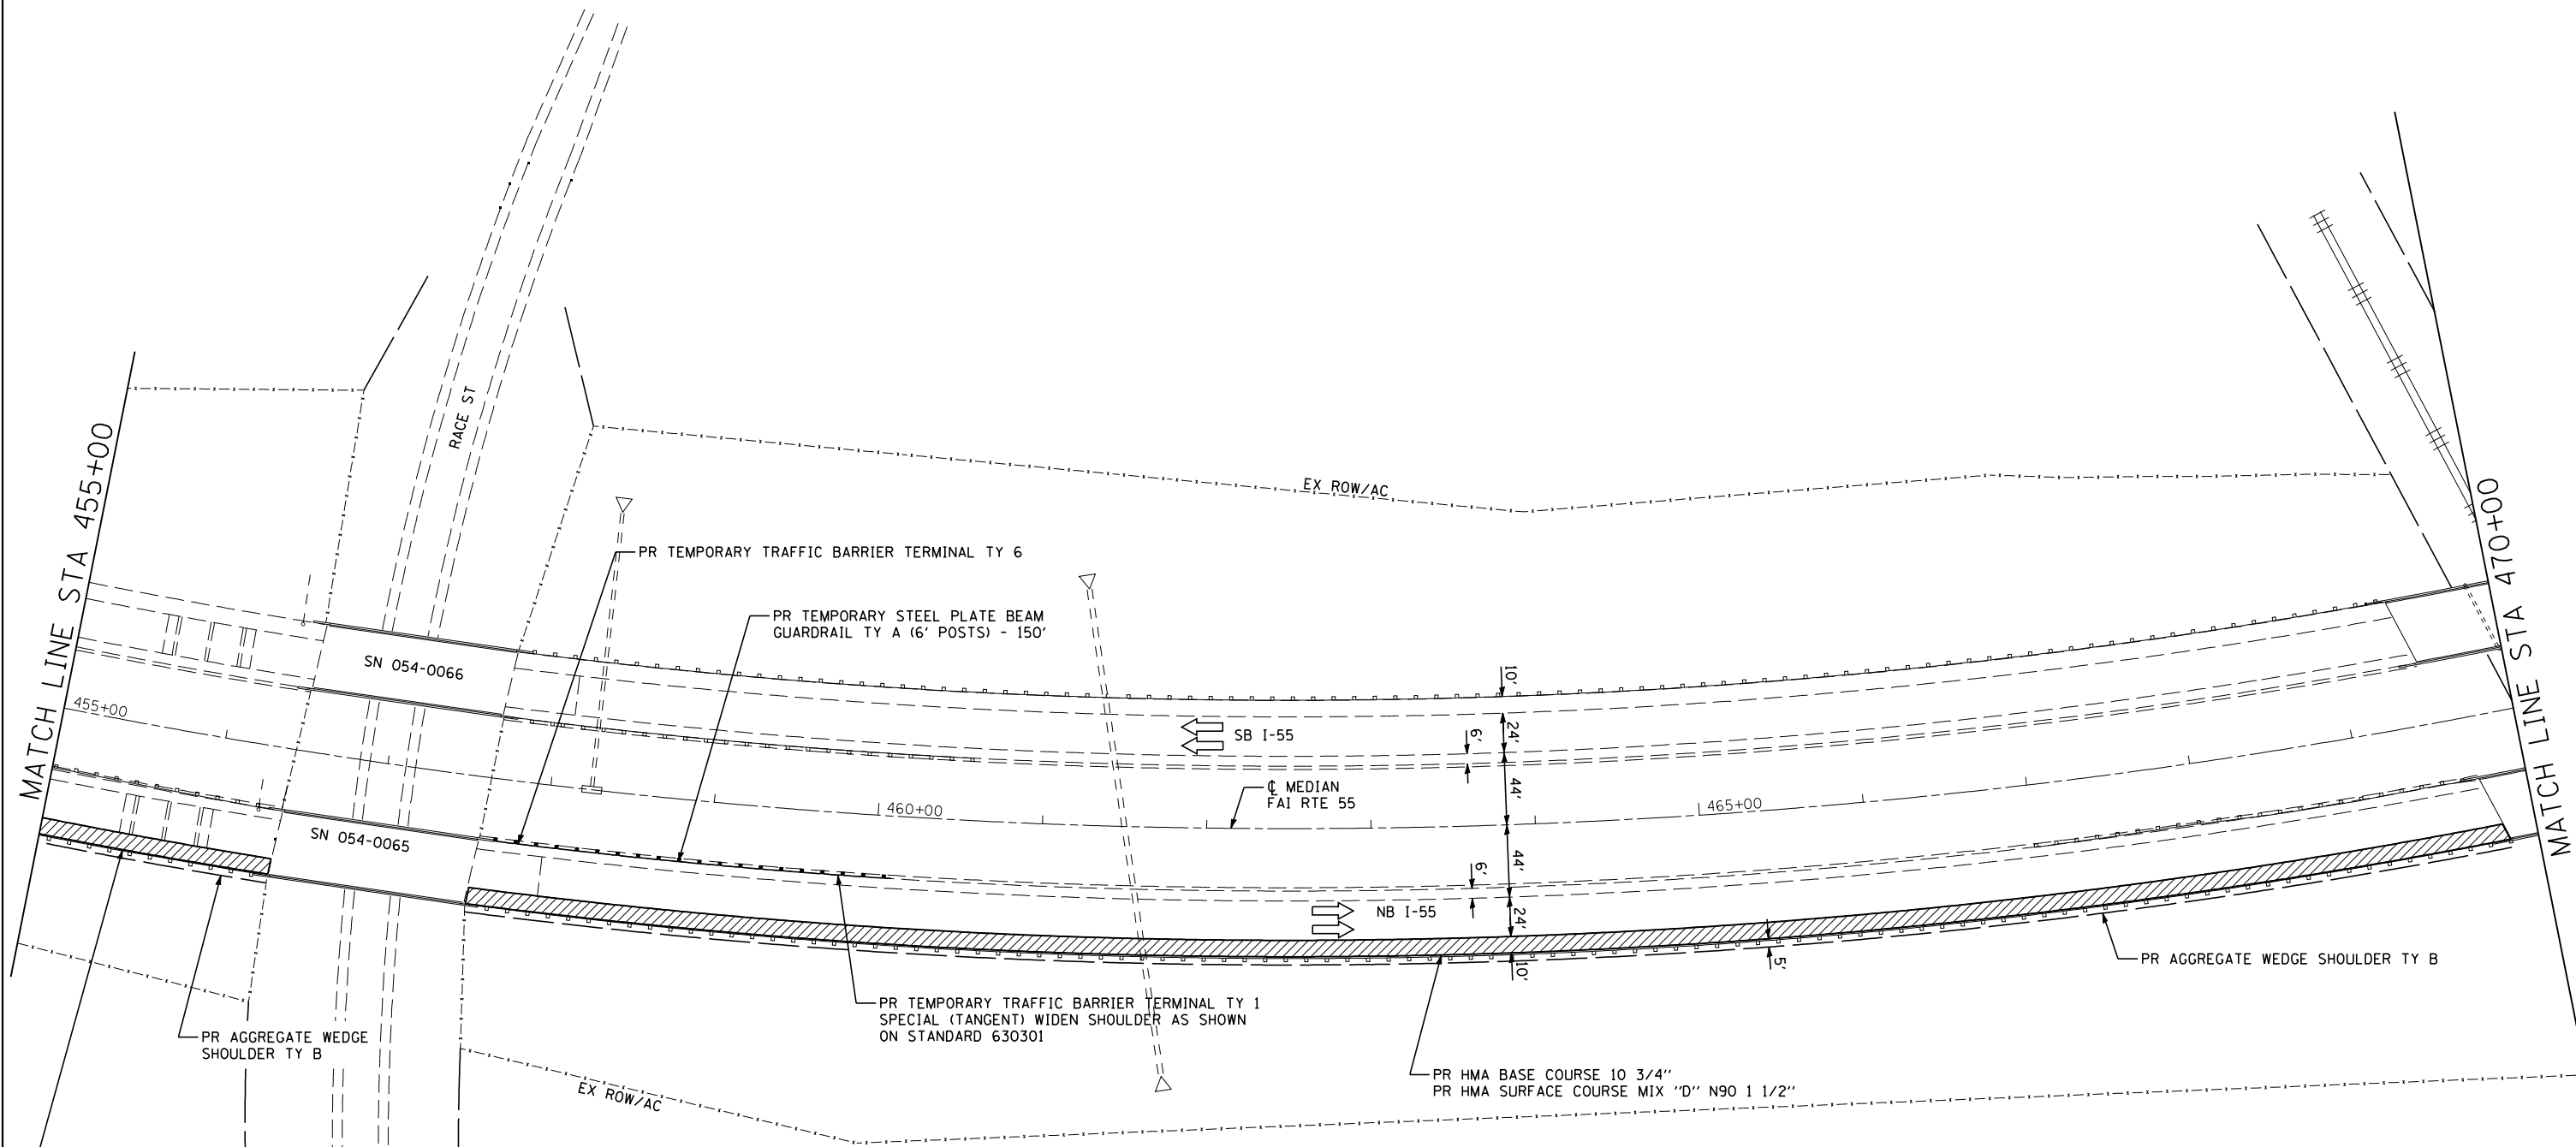 MATCH LINE STA 455+00
RACE ST
EX ROW/AC
MATCH LINE STA 470+00
PR TEMPORARY TRAFFIC BARRIER TERMINAL TY 6
PR TEMPORARY STEEL PLATE BEAM
GUARDRAIL TY A (6' POSTS) - 150'
SN 054-0066
455+00
10'
24'
6'
SB I-55
44'
℄ MEDIAN
FAI RTE 55
460+00
465+00
SN 054-0065
44'
6'
NB I-55
24'
10'
5'
PR AGGREGATE WEDGE SHOULDER TY B
PR TEMPORARY TRAFFIC BARRIER TERMINAL TY 1
SPECIAL (TANGENT) WIDEN SHOULDER AS SHOWN
ON STANDARD 630301
PR AGGREGATE WEDGE
SHOULDER TY B
PR HMA BASE COURSE 10 3/4"
PR HMA SURFACE COURSE MIX "D" N90 1 1/2"
EX ROW/AC